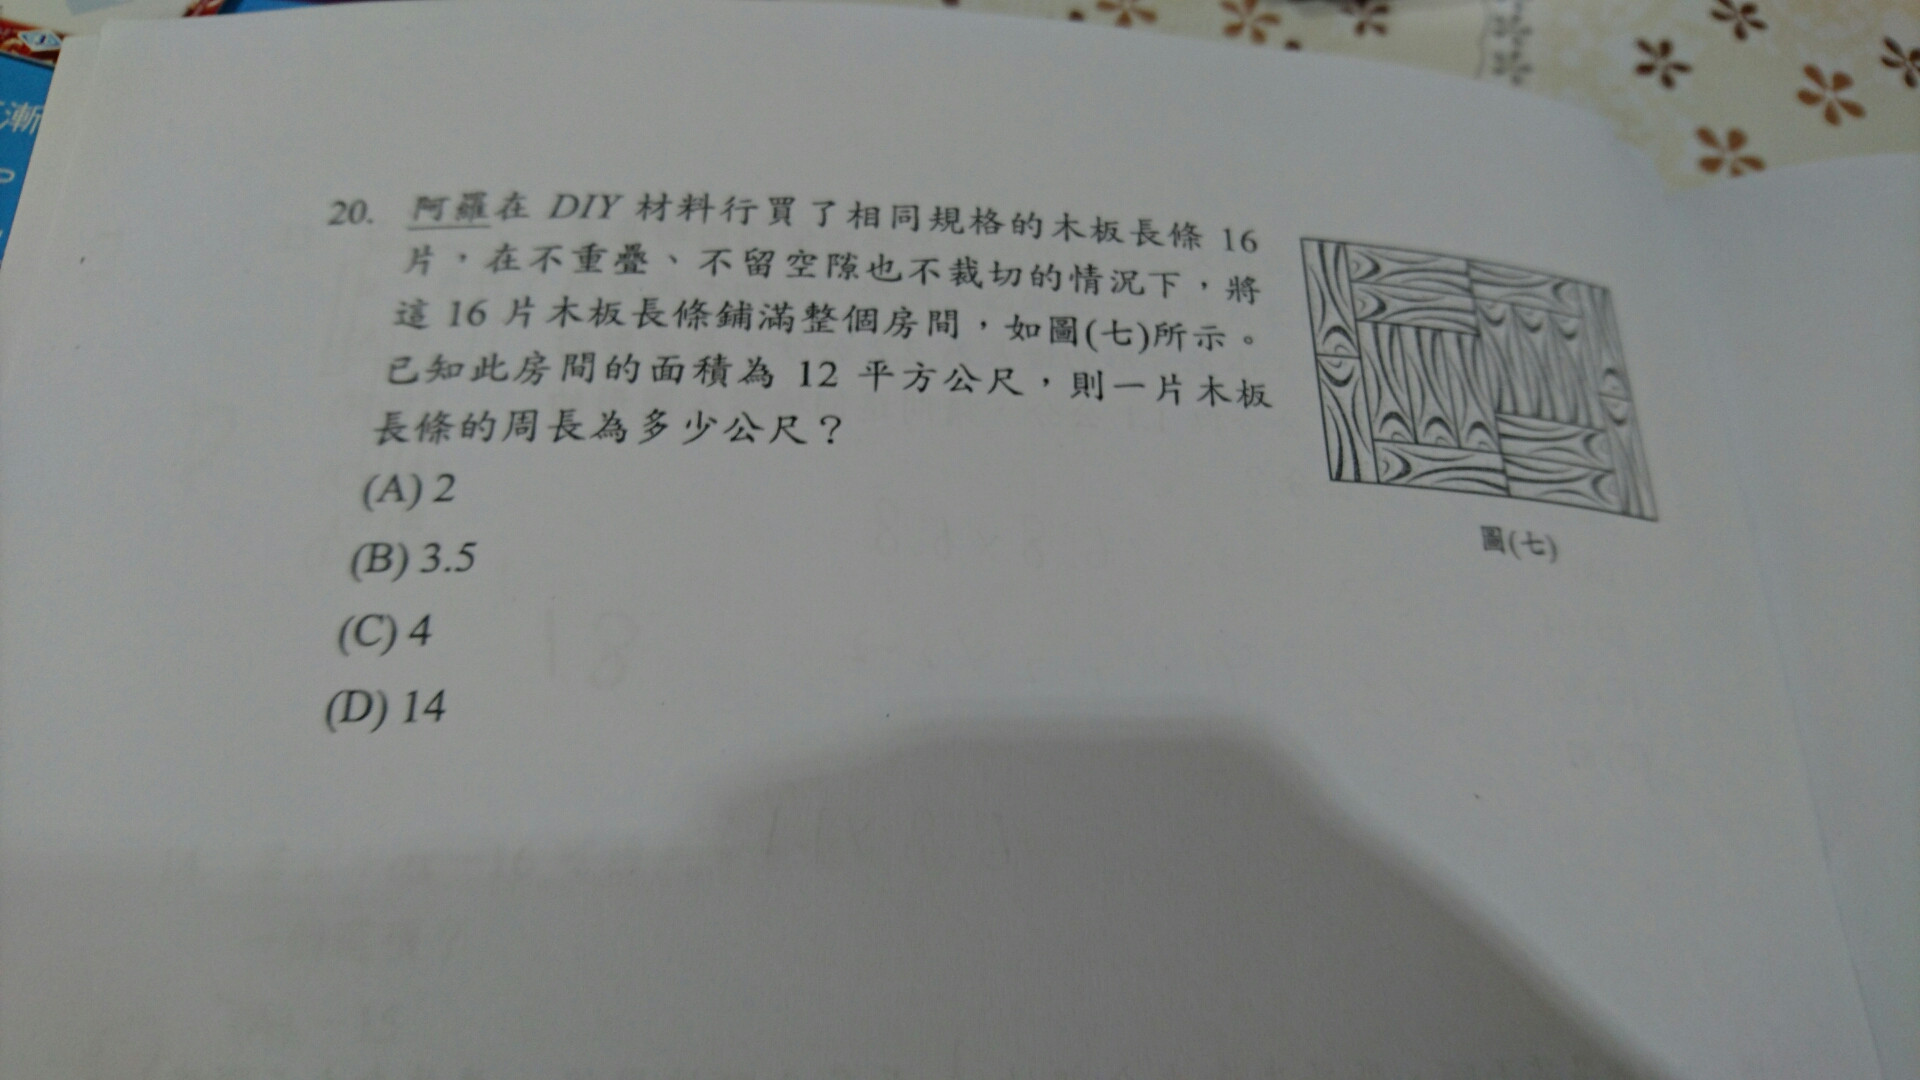 漸
20. 阿羅在 DIY 材料行買了相同規格的木板長條 16
片，在不重疊、不留空隙也不裁切的情況下，將
這 16 片木板長條鋪滿整個房間，如圖(七)所示。
已知此房間的面積為 12 平方公尺，則一片木板
長條的周長為多少公尺？
(A) 2
(B) 3.5
(C) 4
(D) 14
圖(七)